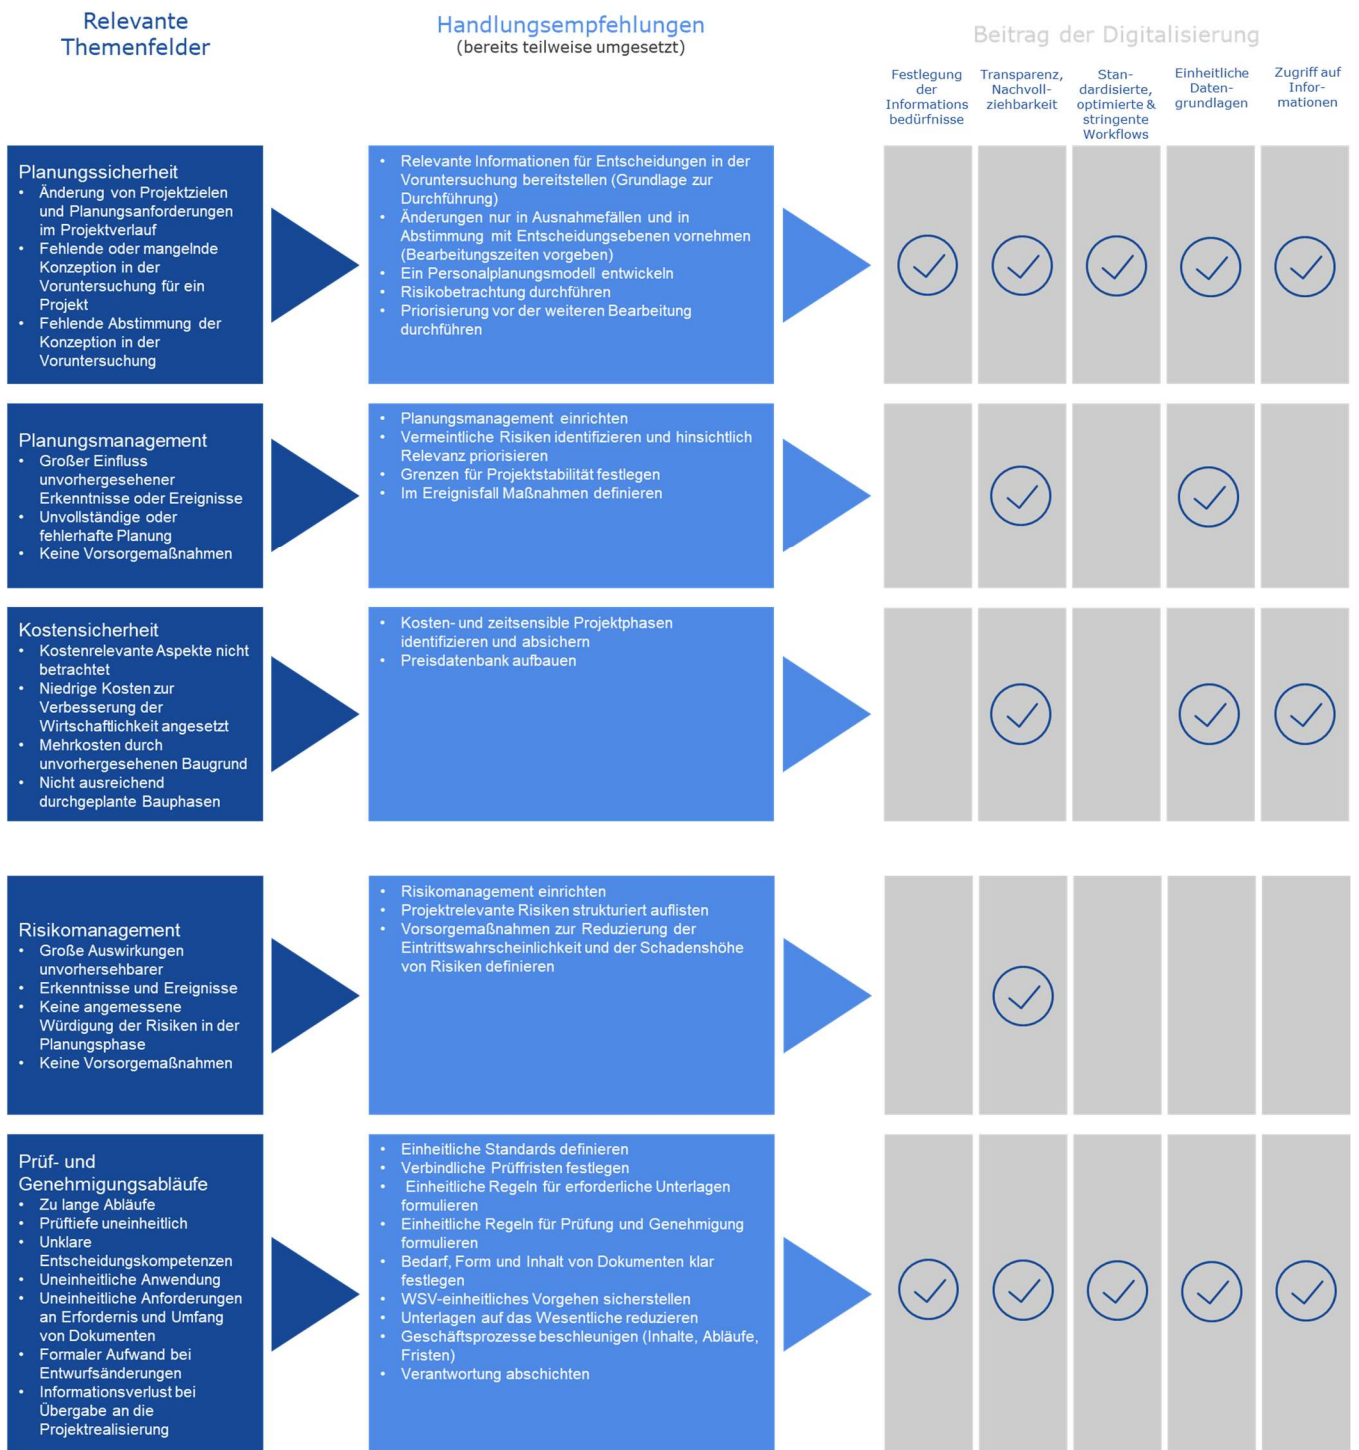 Relevante
Themenfelder
Handlungsempfehlungen
(bereits teilweise umgesetzt)
Beitrag der Digitalisierung
Festlegung
der
Informations
bedürfnisse
Transparenz,
Nachvoll-
ziehbarkeit
Stan-
dardisierte,
optimierte &
stringente
Workflows
Einheitliche
Daten-
grundlagen
Zugriff auf
Infor-
mationen
Planungssicherheit
• Änderung von Projektzielen
und Planungsanforderungen
im Projektverlauf
• Fehlende oder mangelnde
Konzeption in der
Voruntersuchung für ein
Projekt
• Fehlende Abstimmung der
Konzeption in der
Voruntersuchung
• Relevante Informationen für Entscheidungen in der
Voruntersuchung bereitstellen (Grundlage zur
Durchführung)
• Änderungen nur in Ausnahmefällen und in
Abstimmung mit Entscheidungsebenen vornehmen
(Bearbeitungszeiten vorgeben)
• Ein Personalplanungsmodell entwickeln
• Risikobetrachtung durchführen
• Priorisierung vor der weiteren Bearbeitung
durchführen
Planungsmanagement
• Großer Einfluss
unvorhergesehener
Erkenntnisse oder Ereignisse
• Unvollständige oder
fehlerhafte Planung
• Keine Vorsorgemaßnahmen
• Planungsmanagement einrichten
• Vermeintliche Risiken identifizieren und hinsichtlich
Relevanz priorisieren
• Grenzen für Projektstabilität festlegen
• Im Ereignisfall Maßnahmen definieren
Kostensicherheit
• Kostenrelevante Aspekte nicht
betrachtet
• Niedrige Kosten zur
Verbesserung der
Wirtschaftlichkeit angesetzt
• Mehrkosten durch
unvorhergesehenen Baugrund
• Nicht ausreichend
durchgeplante Bauphasen
• Kosten- und zeitsensible Projektphasen
identifizieren und absichern
• Preisdatenbank aufbauen
Risikomanagement
• Große Auswirkungen
unvorhersehbarer
• Erkenntnisse und Ereignisse
• Keine angemessene
Würdigung der Risiken in der
Planungsphase
• Keine Vorsorgemaßnahmen
• Risikomanagement einrichten
• Projektrelevante Risiken strukturiert auflisten
• Vorsorgemaßnahmen zur Reduzierung der
Eintrittswahrscheinlichkeit und der Schadenshöhe
von Risiken definieren
Prüf- und
Genehmigungsabläufe
• Zu lange Abläufe
• Prüftiefe uneinheitlich
• Unklare
Entscheidungskompetenzen
• Uneinheitliche Anwendung
• Uneinheitliche Anforderungen
an Erfordernis und Umfang
von Dokumenten
• Formaler Aufwand bei
Entwurfsänderungen
• Informationsverlust bei
Übergabe an die
Projektrealisierung
• Einheitliche Standards definieren
• Verbindliche Prüffristen festlegen
• Einheitliche Regeln für erforderliche Unterlagen
formulieren
• Einheitliche Regeln für Prüfung und Genehmigung
formulieren
• Bedarf, Form und Inhalt von Dokumenten klar
festlegen
• WSV-einheitliches Vorgehen sicherstellen
• Unterlagen auf das Wesentliche reduzieren
• Geschäftsprozesse beschleunigen (Inhalte, Abläufe,
Fristen)
• Verantwortung abschichten